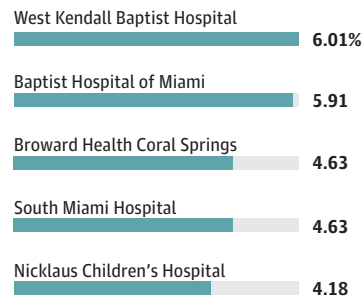 West Kendall Baptist Hospital
6.01%
Baptist Hospital of Miami
5.91
Broward Health Coral Springs
4.63
South Miami Hospital
4.63
Nicklaus Children’s Hospital
4.18